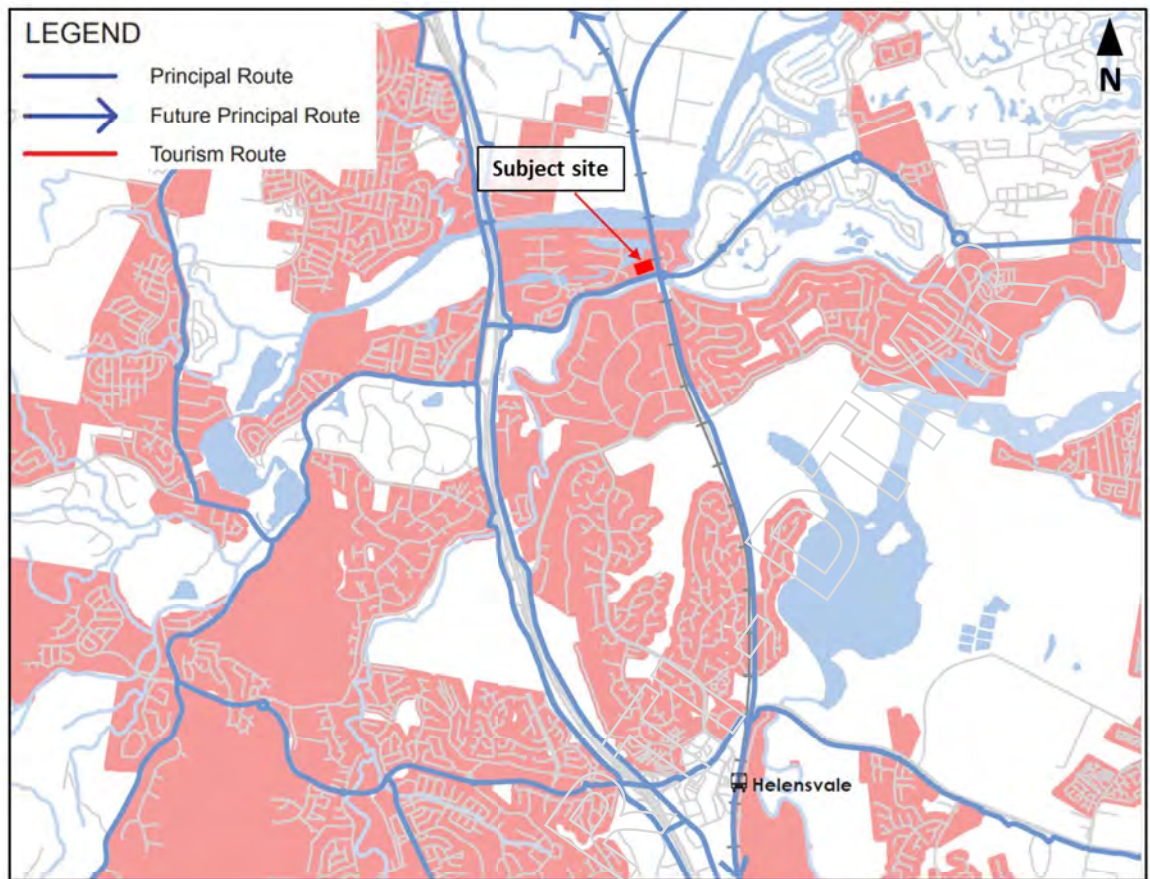 LEGEND
Principal Route
Future Principal Route
Tourism Route
N
Subject site
Helensvale